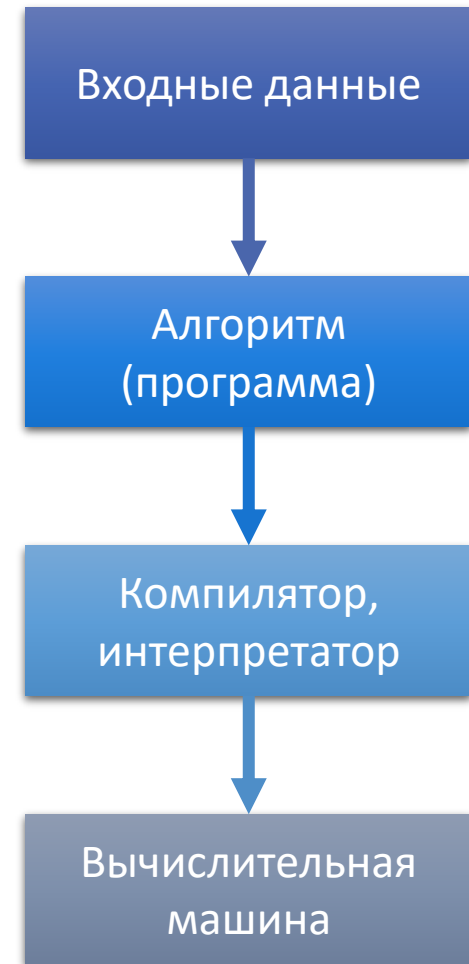 Входные данные
Алгоритм
(программа)
Компилятор,
интерпретатор
Вычислительная
машина